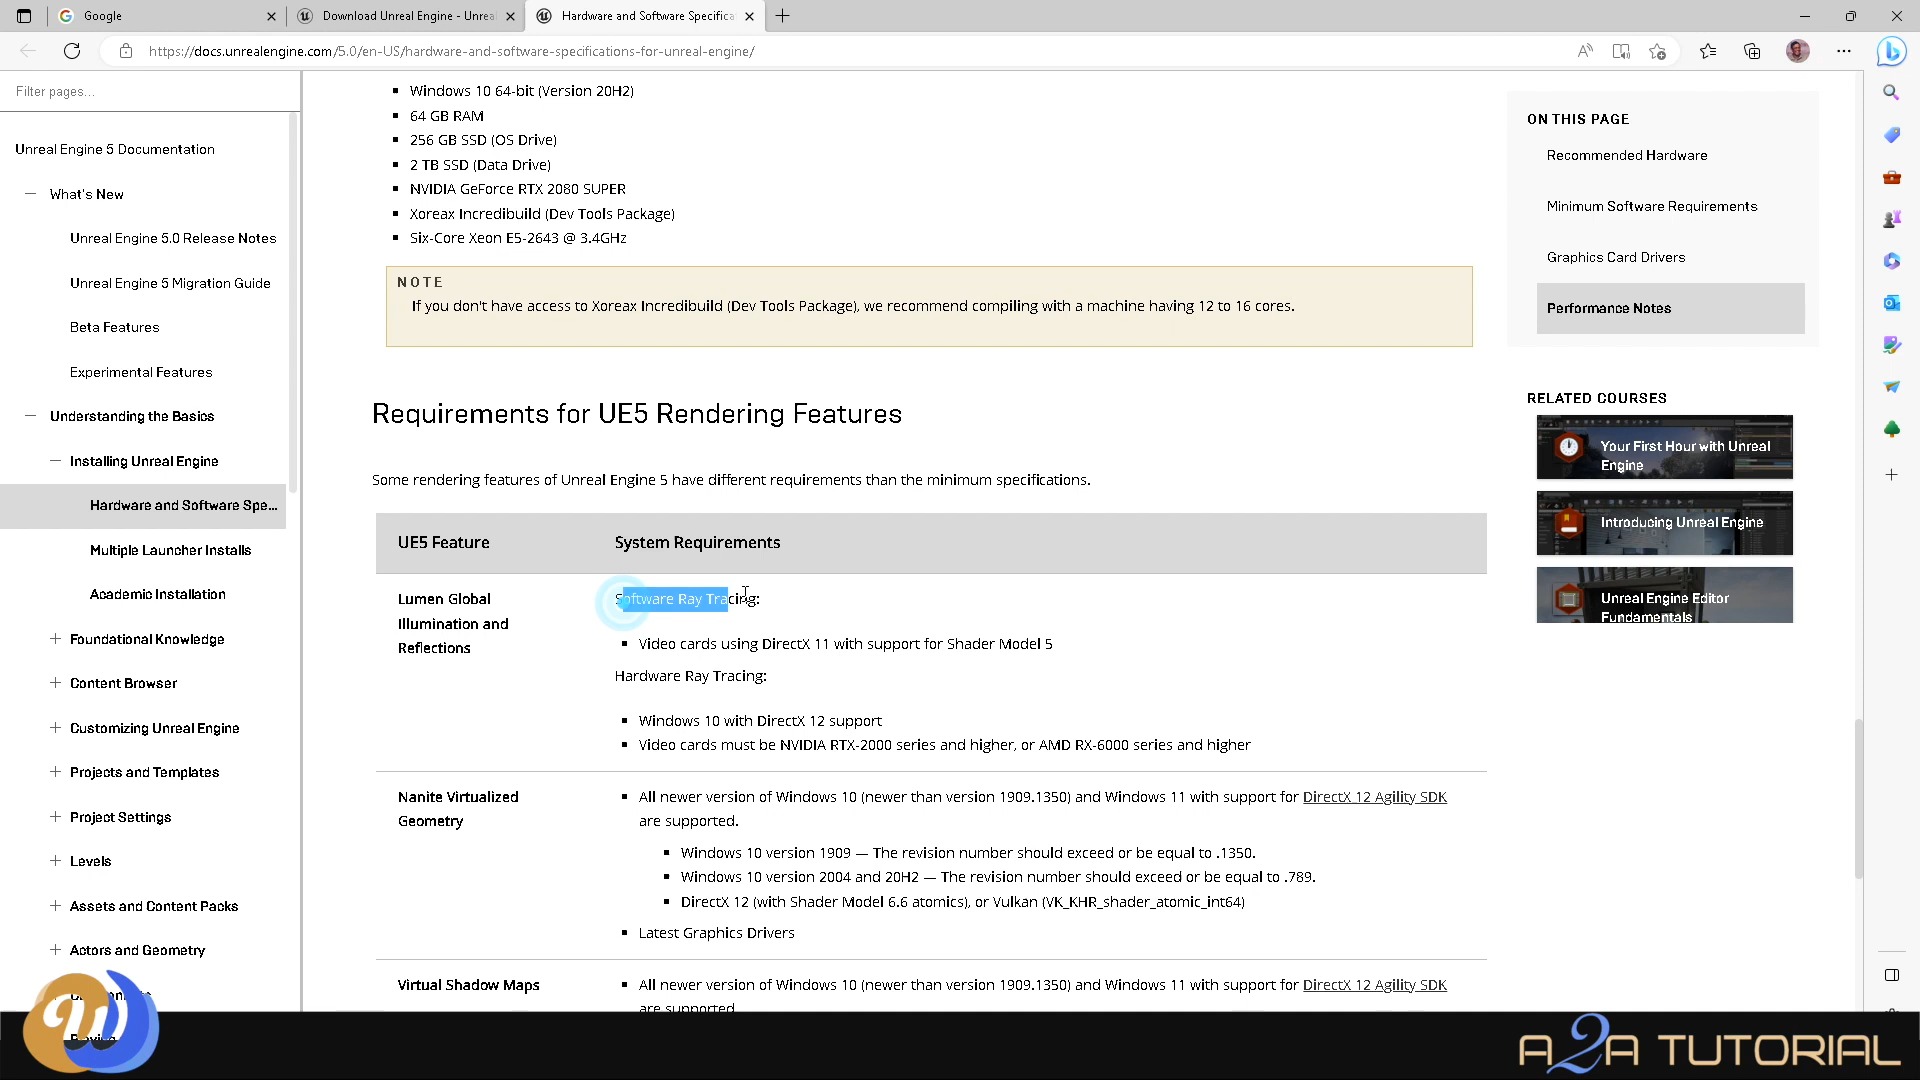 Google
Download Unreal Engine - Unrea
Hardware and Software Specifica
https://docs.unrealengine.com/5.0/en-US/hardware-and-software-specifications-for-unreal-engine/
Filter pages...
Unreal Engine 5 Documentation
What's New
Unreal Engine 5.0 Release Notes
Unreal Engine 5 Migration Guide
Beta Features
Experimental Features
Understanding the Basics
Installing Unreal Engine
Hardware and Software Spe...
Multiple Launcher Installs
Academic Installation
Foundational Knowledge
Content Browser
Customizing Unreal Engine
Projects and Templates
Project Settings
Levels
Assets and Content Packs
Actors and Geometry
Windows 10 64-bit (Version 20H2)
64 GB RAM
256 GB SSD (OS Drive)
2 TB SSD (Data Drive)
NVIDIA GeForce RTX 2080 SUPER
Xoreax Incredibuild (Dev Tools Package)
Six-Core Xeon E5-2643 @ 3.4GHz
NOTE
If you don't have access to Xoreax Incredibuild (Dev Tools Package), we recommend compiling with a machine having 12 to 16 cores.
Requirements for UE5 Rendering Features
Some rendering features of Unreal Engine 5 have different requirements than the minimum specifications.
UE5 Feature
System Requirements
Lumen Global
Illumination and
Reflections
Software Ray Tracing:
Video cards using DirectX 11 with support for Shader Model 5
Hardware Ray Tracing:
Windows 10 with DirectX 12 support
Video cards must be NVIDIA RTX-2000 series and higher, or AMD RX-6000 series and higher
Nanite Virtualized
Geometry
All newer version of Windows 10 (newer than version 1909.1350) and Windows 11 with support for DirectX 12 Agility SDK
are supported.
Windows 10 version 1909 — The revision number should exceed or be equal to .1350.
Windows 10 version 2004 and 20H2 — The revision number should exceed or be equal to .789.
DirectX 12 (with Shader Model 6.6 atomics), or Vulkan (VK_KHR_shader_atomic_int64)
Latest Graphics Drivers
Virtual Shadow Maps
All newer version of Windows 10 (newer than version 1909.1350) and Windows 11 with support for DirectX 12 Agility SDK
are supported.
ON THIS PAGE
Recommended Hardware
Minimum Software Requirements
Graphics Card Drivers
Performance Notes
RELATED COURSES
Your First Hour with Unreal
Engine
Introducing Unreal Engine
Unreal Engine Editor
Fundamentals
A2A TUTORIAL